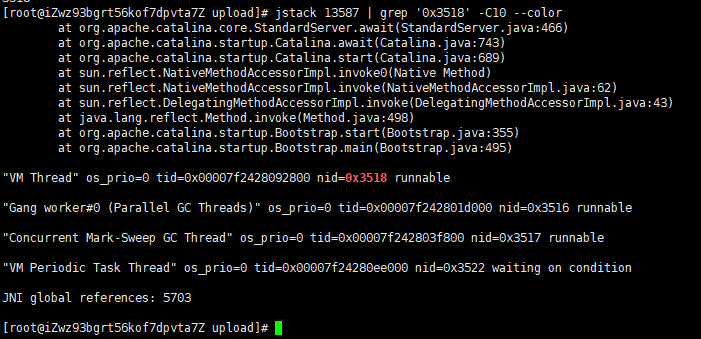 [root@iZwz93bgrt56kof7dpvta7Z upload]# jstack 13587 | grep '0x3518' -C10 --color
at org.apache.catalina.core.StandardServer.await(StandardServer.java:466)
at org.apache.catalina.startup.Catalina.await(Catalina.java:743)
at org.apache.catalina.startup.Catalina.start(Catalina.java:689)
at sun.reflect.NativeMethodAccessorImpl.invoke0(Native Method)
at sun.reflect.NativeMethodAccessorImpl.invoke(NativeMethodAccessorImpl.java:62)
at sun.reflect.DelegatingMethodAccessorImpl.invoke(DelegatingMethodAccessorImpl.java:43)
at java.lang.reflect.Method.invoke(Method.java:498)
at org.apache.catalina.startup.Bootstrap.start(Bootstrap.java:355)
at org.apache.catalina.startup.Bootstrap.main(Bootstrap.java:495)
"VM Thread" os_prio=0 tid=0x00007f2428092800 nid=0x3518 runnable
"Gang worker#0 (Parallel GC Threads)" os_prio=0 tid=0x00007f242801d000 nid=0x3516 runnable
"Concurrent Mark-Sweep GC Thread" os_prio=0 tid=0x00007f242803f800 nid=0x3517 runnable
"VM Periodic Task Thread" os_prio=0 tid=0x00007f24280ee000 nid=0x3522 waiting on condition
JNI global references: 5703
[root@iZwz93bgrt56kof7dpvta7Z upload]#